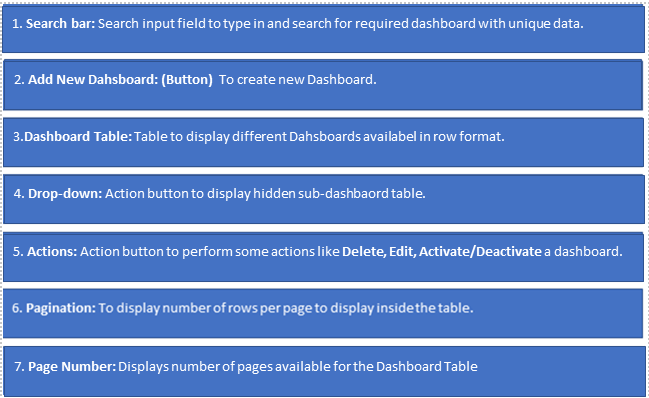 1. Search bar: Search input field to type in and search for required dashboard with unique data.
2. Add New Dahsboard: (Button) To create new Dashboard.
3.Dashboard Table: Table to display different Dahsboards availabel in row format.
4. Drop-down: Action button to display hidden sub-dashbaord table.
5. Actions: Action button to perform some actions like Delete, Edit, Activate/Deactivate a dashboard.
6. Pagination: To display number of rows per page to display inside the table.
7. Page Number: Displays number of pages available for the Dashboard Table